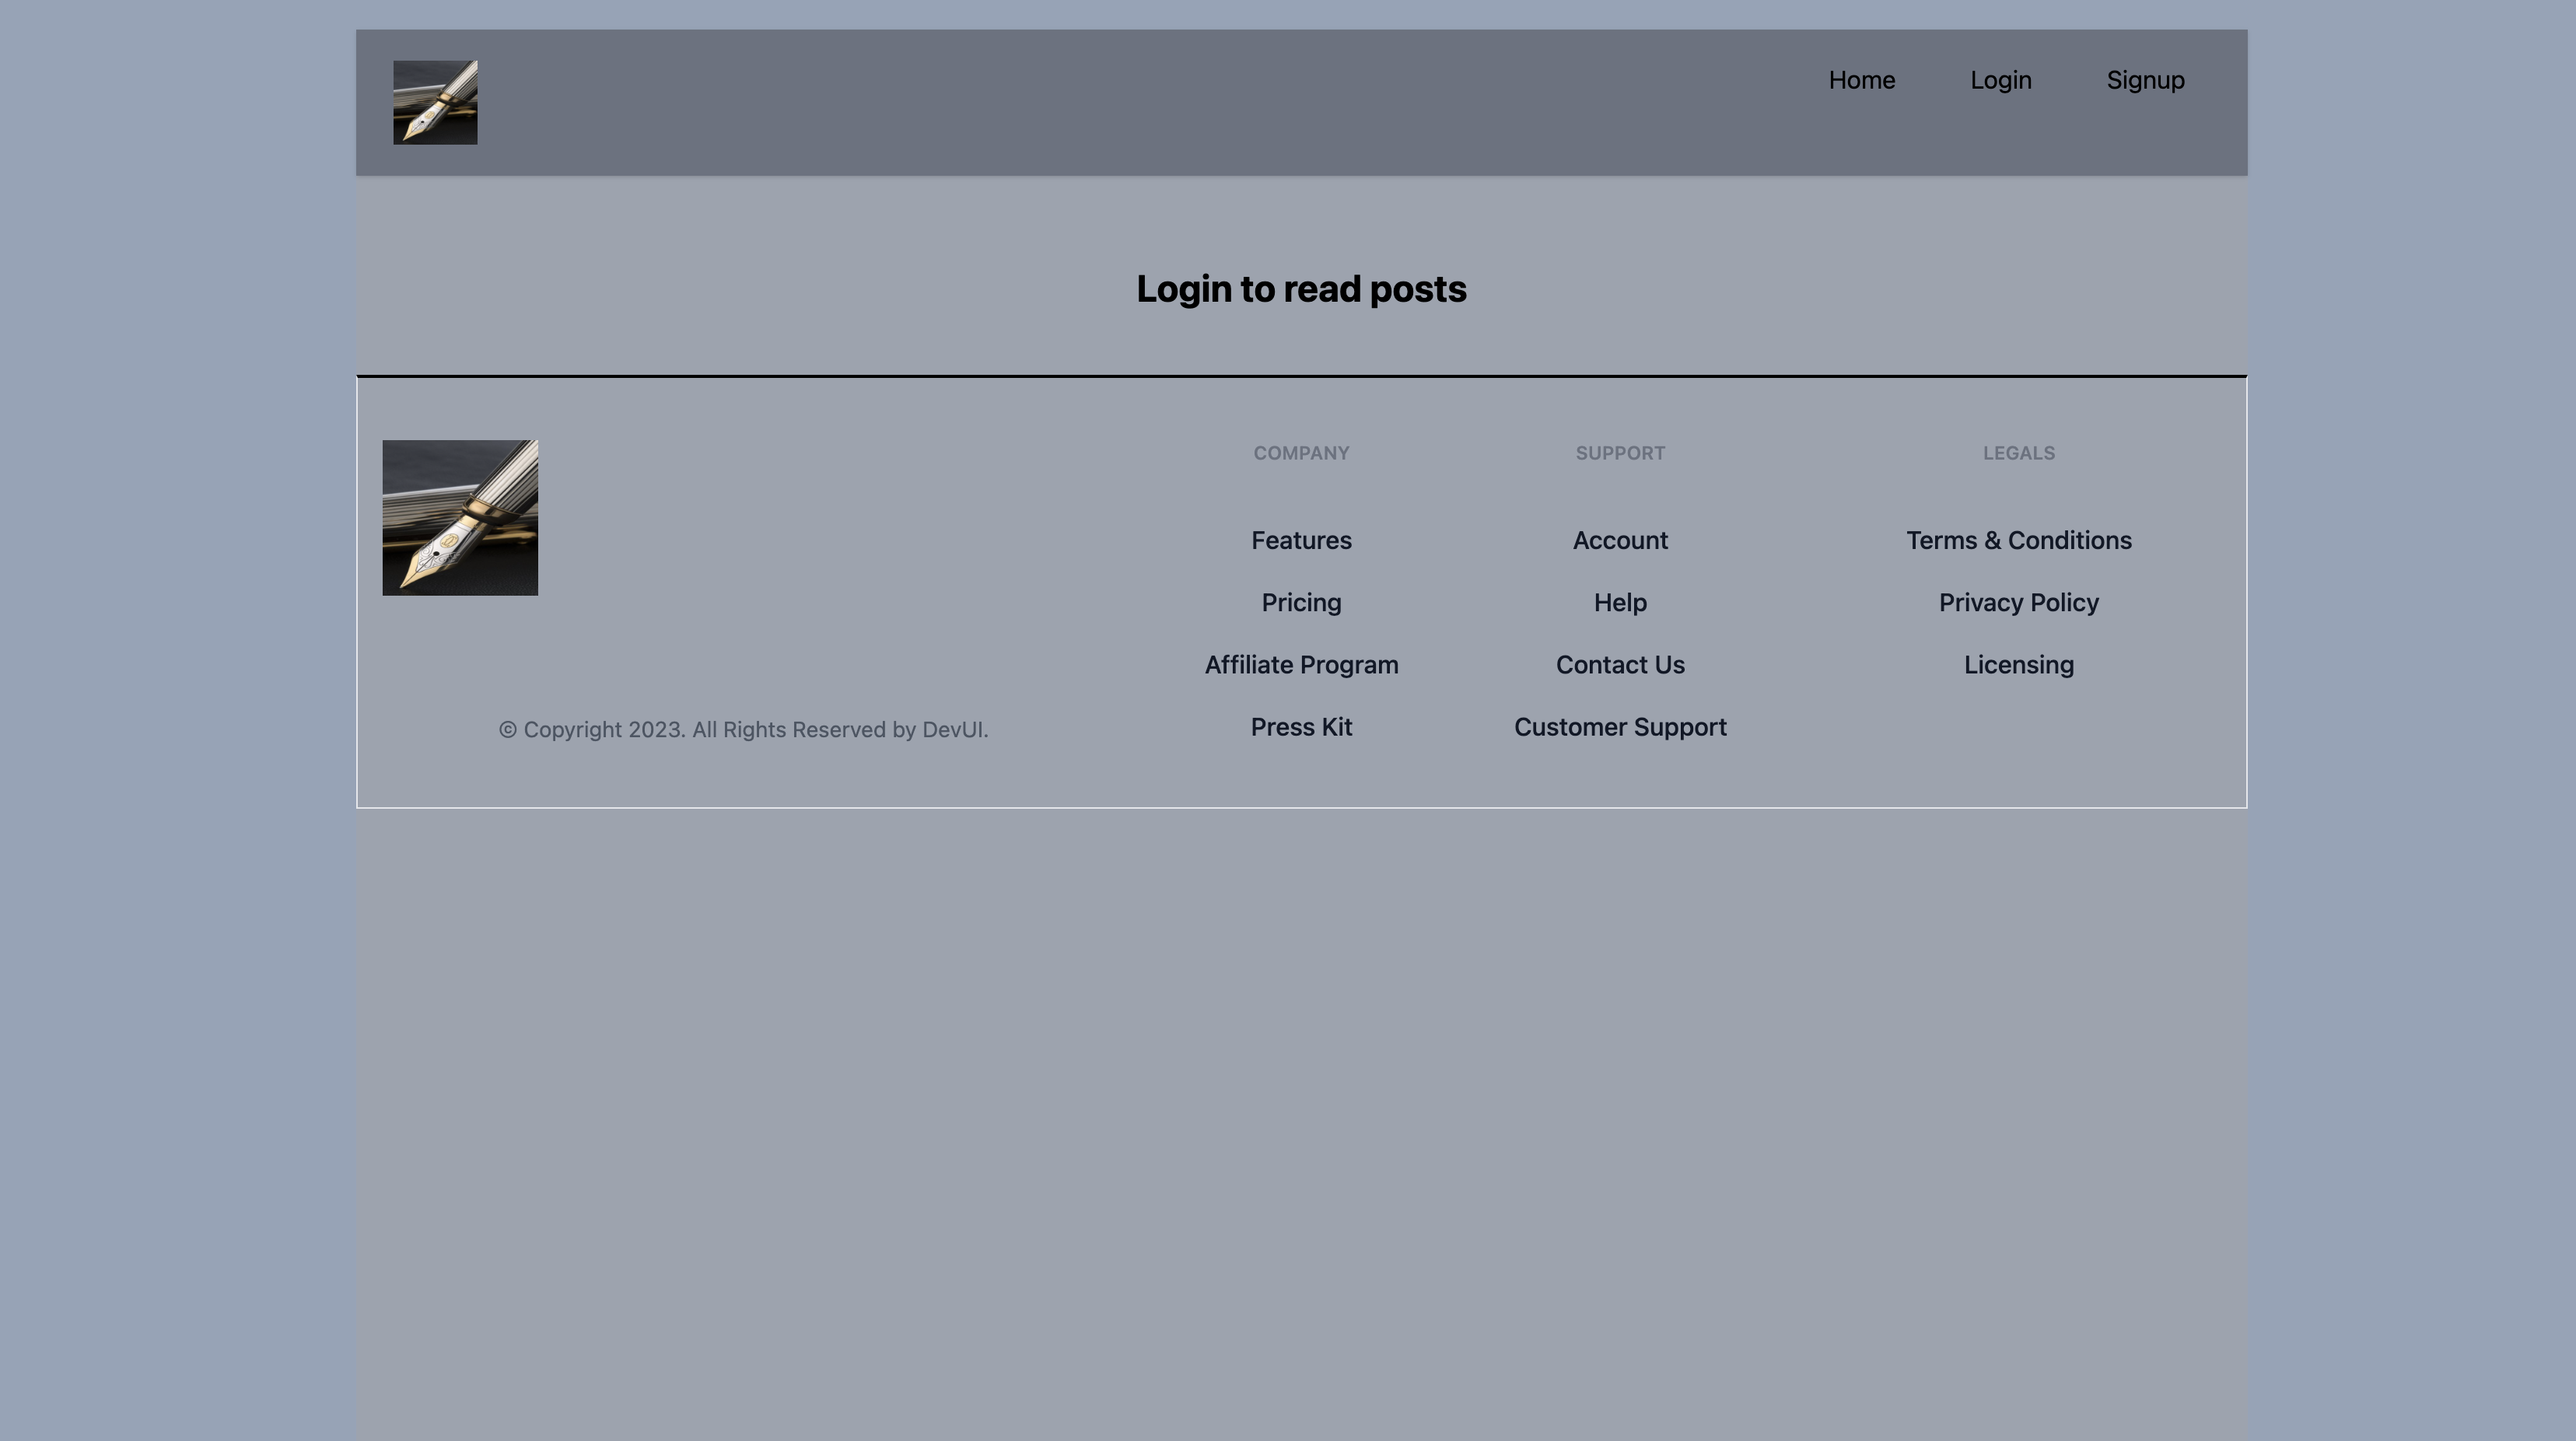 Home
Login
Signup
Login to read posts
COMPANY
Features
Pricing
Affiliate Program
Press Kit
SUPPORT
Account
Help
Contact Us
Customer Support
LEGALS
Terms & Conditions
Privacy Policy
Licensing
© Copyright 2023. All Rights Reserved by DevUI.